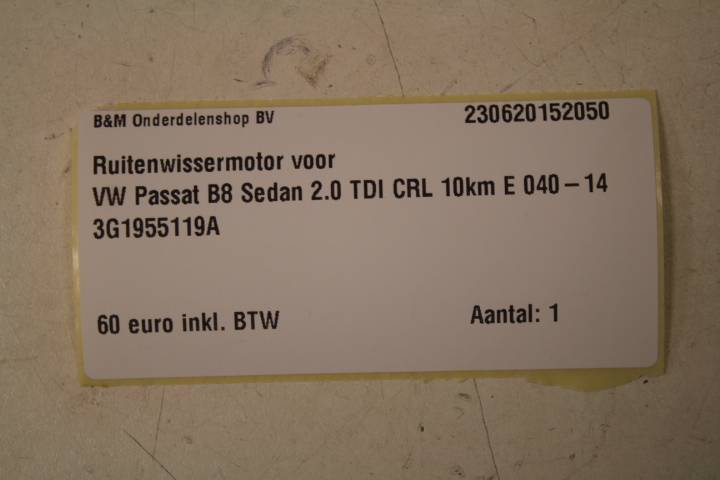 B&M Onderdelenshop BV 230620152050
Ruitenwissermotor voor
VW Passat B8 Sedan 2.0 TDI CRL 10km E 040-14
3G1955119A
60 euro inkl. BTW Aantal: 1